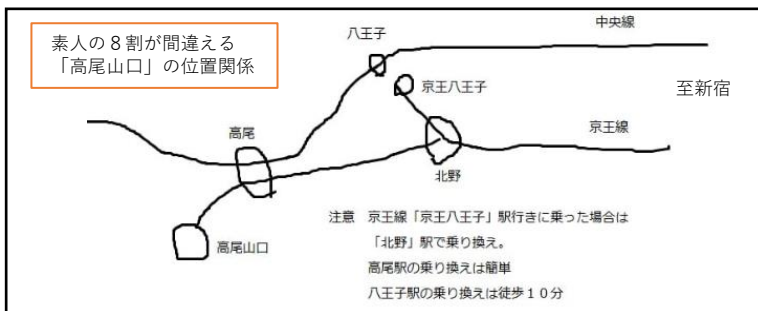 素人の８割が間違える
「高尾山口」の位置関係
八王子
中央線
京王八王子
至新宿
高尾
京王線
北野
高尾山口
注意　京王線「京王八王子」駅行きに乗った場合は
「北野」駅で乗り換え。
高尾駅の乗り換えは簡単
八王子駅の乗り換えは徒歩１０分